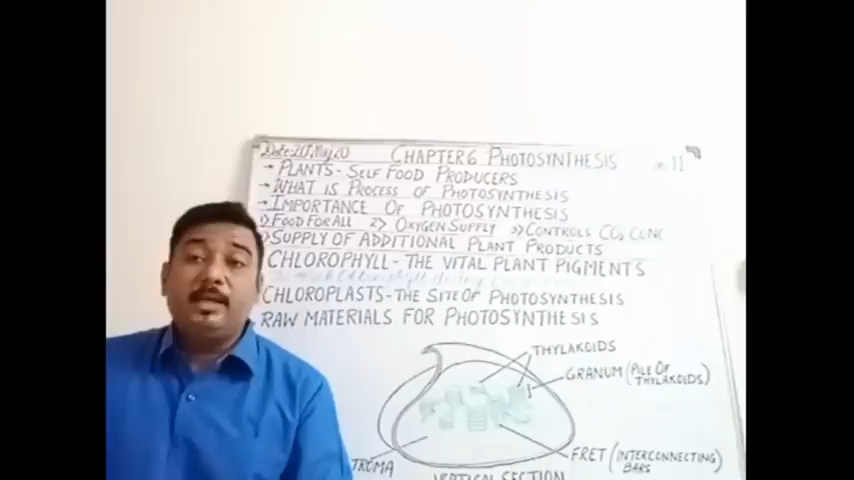 Date: 20 May 20 CHAPTER 6 PHOTOSYNTHESIS 11
→ PLANTS - SELF FOOD PRODUCERS
→ WHAT IS PROCESS OF PHOTOSYNTHESIS
→ IMPORTANCE OF PHOTOSYNTHESIS
1) FOOD FOR ALL 2) OXYGEN SUPPLY 3) CONTROLS CO2 CONC
SUPPLY OF ADDITIONAL PLANT PRODUCTS
CHLOROPHYLL - THE VITAL PLANT PIGMENTS
CHLOROPLASTS - THE SITE OF PHOTOSYNTHESIS
RAW MATERIALS FOR PHOTOSYNTHESIS
THYLAKOIDS
GRANUM (PILE OF
THYLAKOIDS)
FRET (INTERCONNECTING
BARS)
TROMA
VERTICAL SECTION